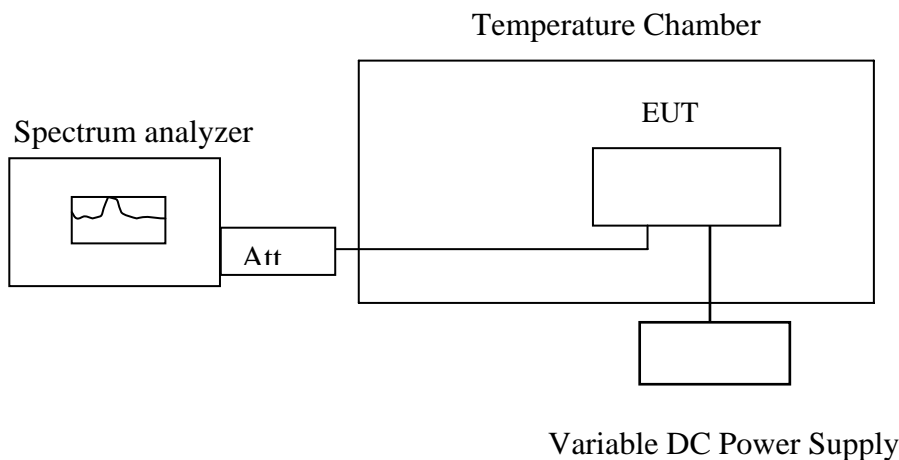 Temperature Chamber
EUT
Spectrum analyzer
Att
Variable DC Power Supply